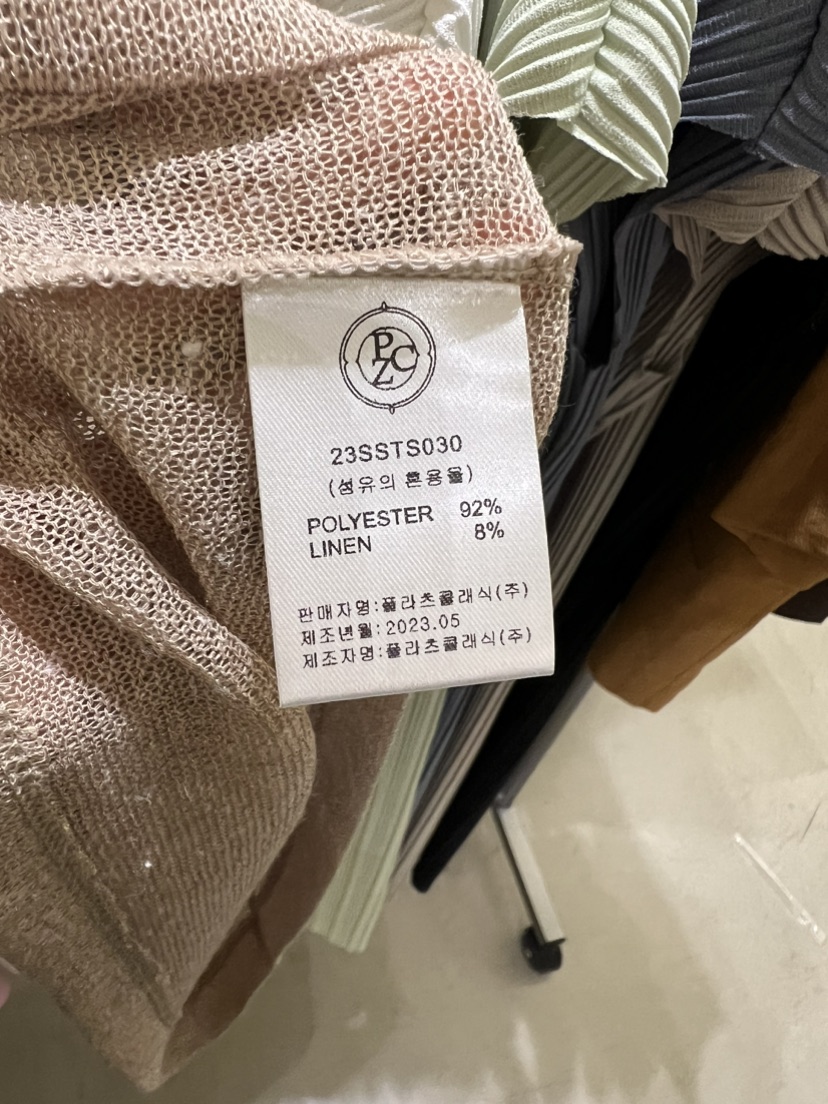 PZC
23SSTS030
(섬유의 혼용율)
POLYESTER 92%
LINEN 8%
판매자명:플라츠클래식(주)
제조년월:2023.05
제조자명:플라츠클래식(주)